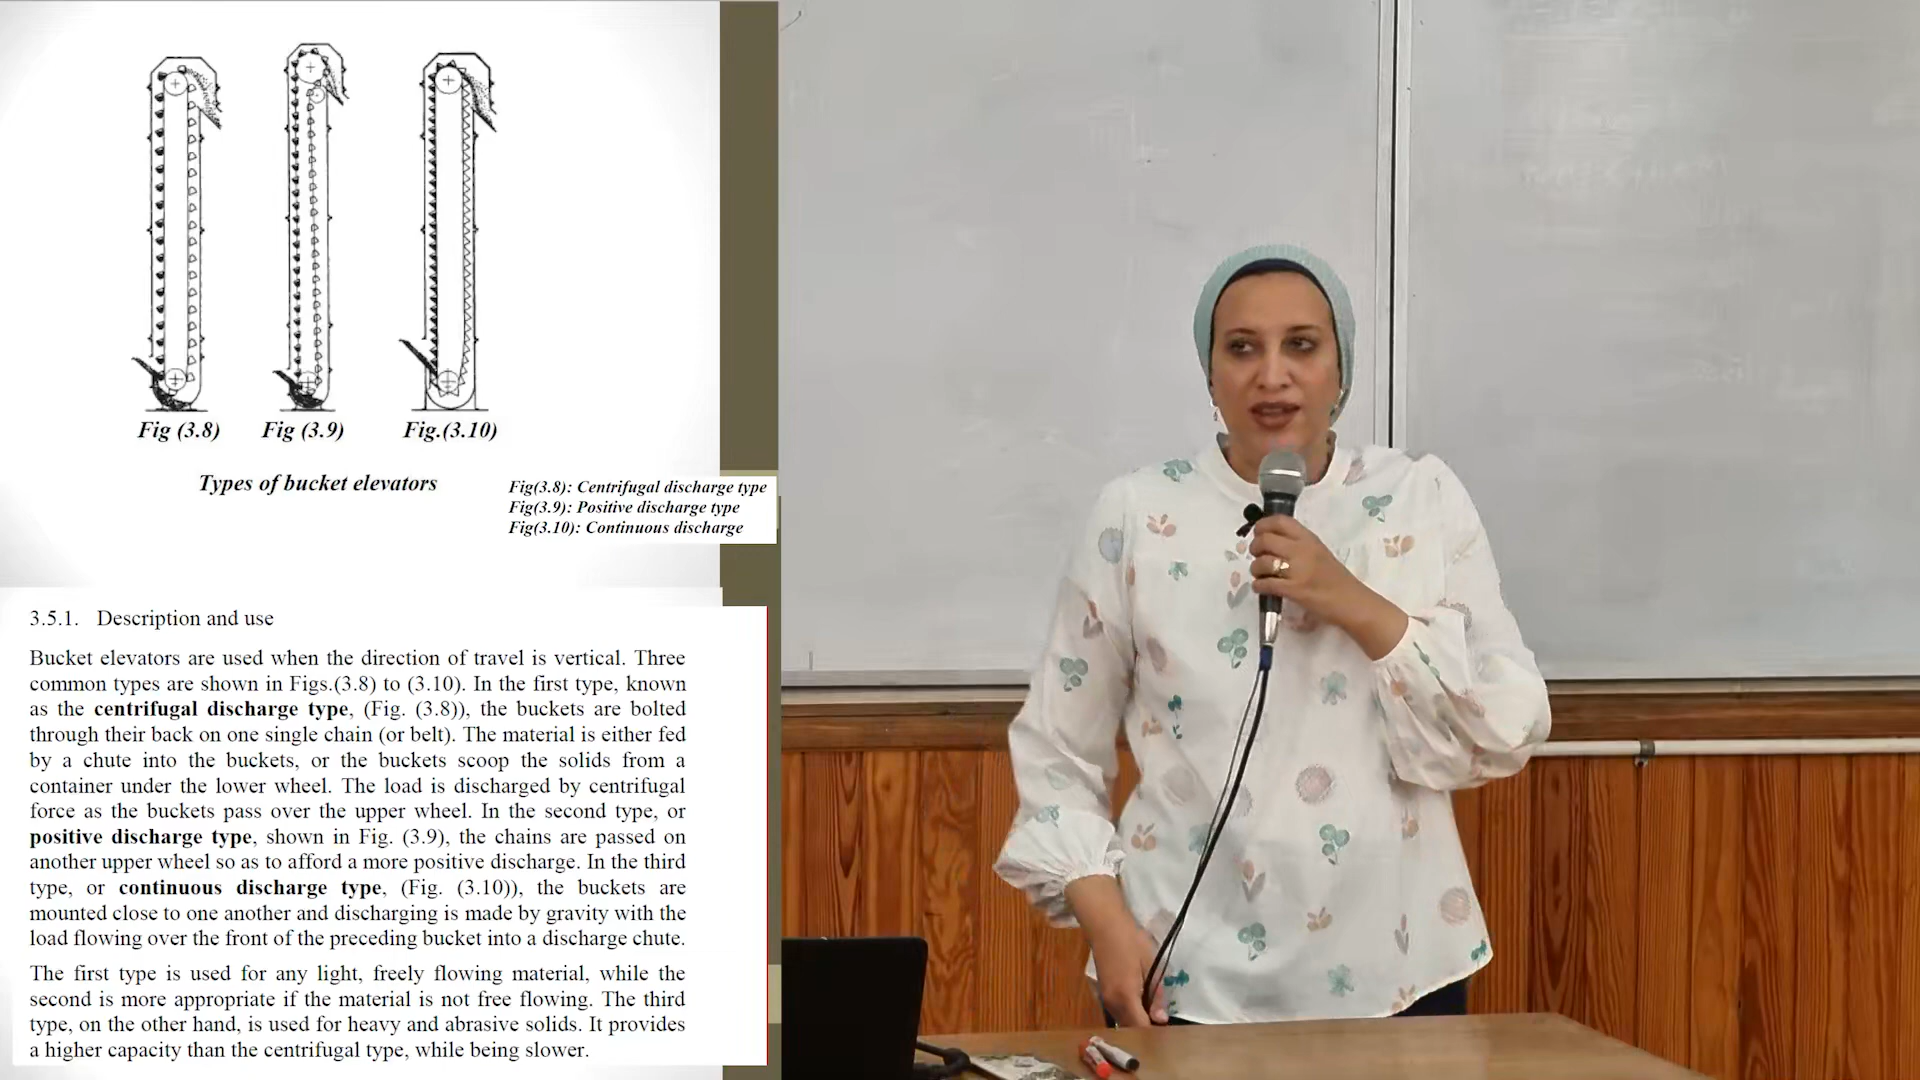 Fig (3.8) Fig (3.9) Fig.(3.10)
Types of bucket elevators
Fig(3.8): Centrifugal discharge type
Fig(3.9): Positive discharge type
Fig(3.10): Continuous discharge
3.5.1. Description and use
Bucket elevators are used when the direction of travel is vertical. Three
common types are shown in Figs.(3.8) to (3.10). In the first type, known
as the centrifugal discharge type, (Fig. (3.8)), the buckets are bolted
through their back on one single chain (or belt). The material is either fed
by a chute into the buckets, or the buckets scoop the solids from a
container under the lower wheel. The load is discharged by centrifugal
force as the buckets pass over the upper wheel. In the second type, or
positive discharge type, shown in Fig. (3.9), the chains are passed on
another upper wheel so as to afford a more positive discharge. In the third
type, or continuous discharge type, (Fig. (3.10)), the buckets are
mounted close to one another and discharging is made by gravity with the
load flowing over the front of the preceding bucket into a discharge chute.
The first type is used for any light, freely flowing material, while the
second is more appropriate if the material is not free flowing. The third
type, on the other hand, is used for heavy and abrasive solids. It provides
a higher capacity than the centrifugal type, while being slower.